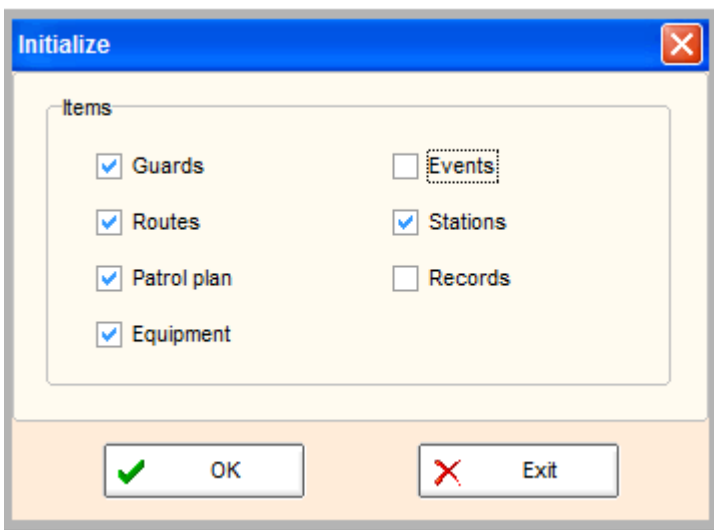 Initialize
Items
Guards
Events
Routes
Stations
Patrol plan
Records
Equipment
OK
Exit